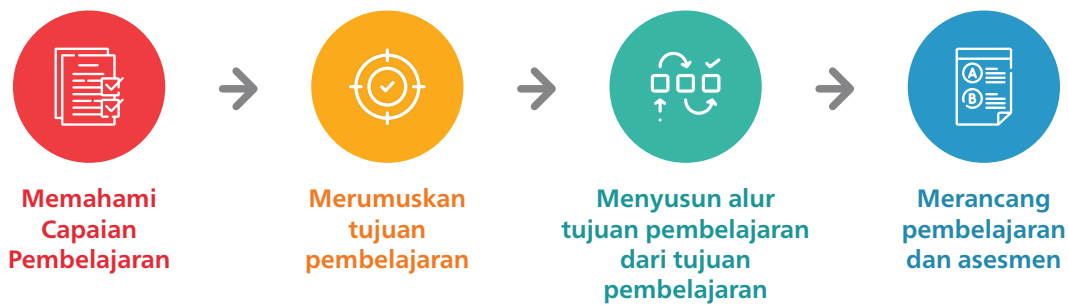 A
B
Memahami
Capaian
Pembelajaran
Merumuskan
tujuan
pembelajaran
Menyusun alur
tujuan pembelajaran
dari tujuan
pembelajaran
Merancang
pembelajaran
dan asesmen